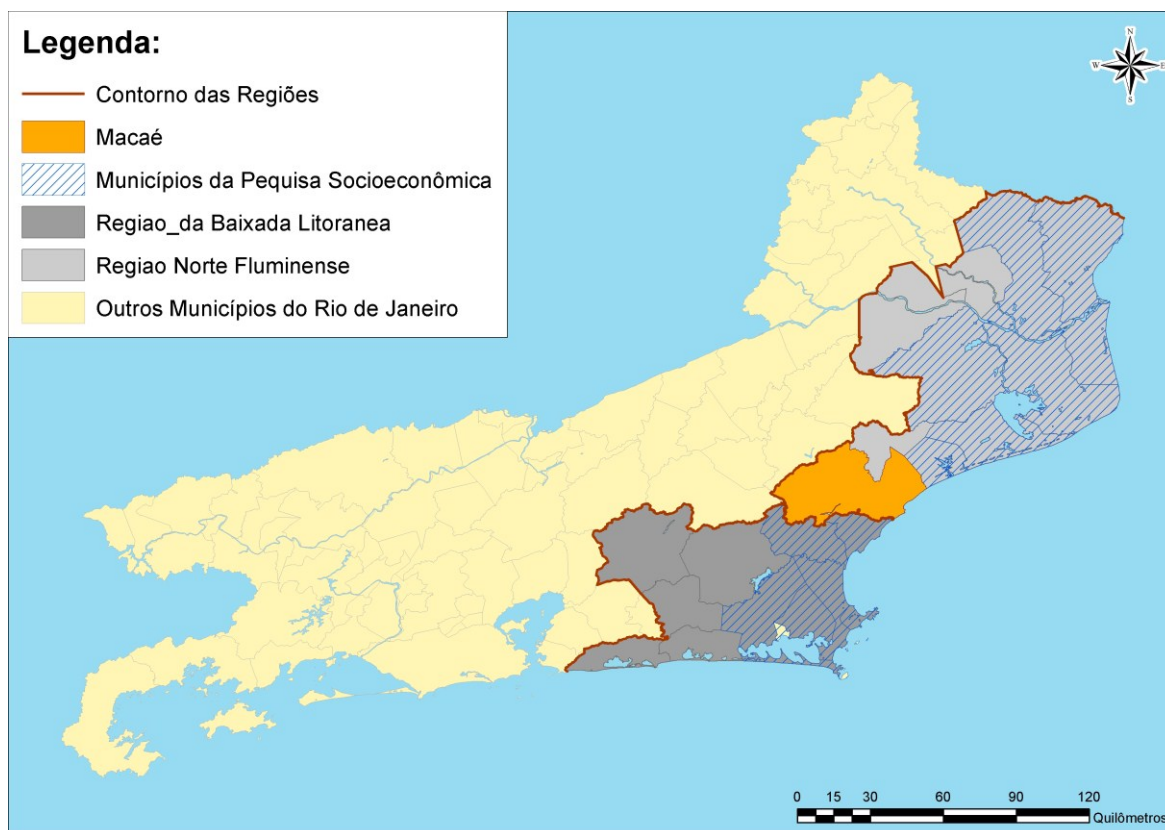 Legenda:
Contorno das Regiões
Macaé
Municípios da Pequisa Socioeconômica
Regiao_da Baixada Litoranea
Regiao Norte Fluminense
Outros Municípios do Rio de Janeiro
N
W E
S
0 15 30 60 90 120
Quilômetros